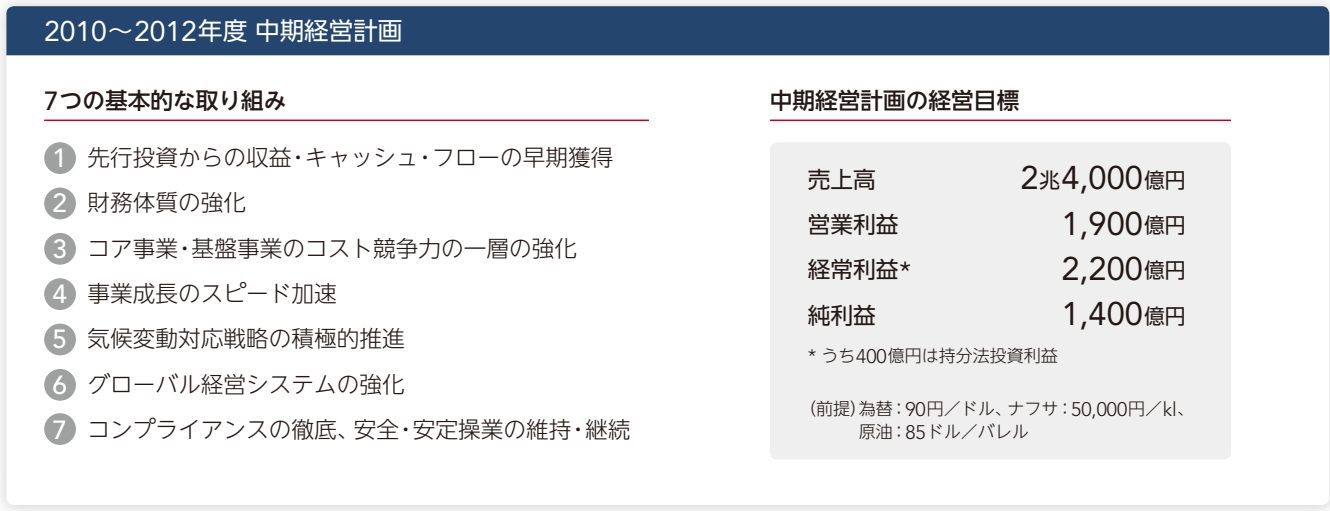 2010～2012年度 中期経営計画
7つの基本的な取り組み
1 先行投資からの収益・キャッシュ・フローの早期獲得
2 財務体質の強化
3 コア事業・基盤事業のコスト競争力の一層の強化
4 事業成長のスピード加速
5 気候変動対応戦略の積極的推進
6 グローバル経営システムの強化
7 コンプライアンスの徹底、安全・安定操業の維持・継続
中期経営計画の経営目標
売上高 2兆4,000億円
営業利益 1,900億円
経常利益* 2,200億円
純利益 1,400億円
* うち400億円は持分法投資利益
（前提）為替：90円／ドル、ナフサ：50,000円／kl、
原油：85ドル／バレル